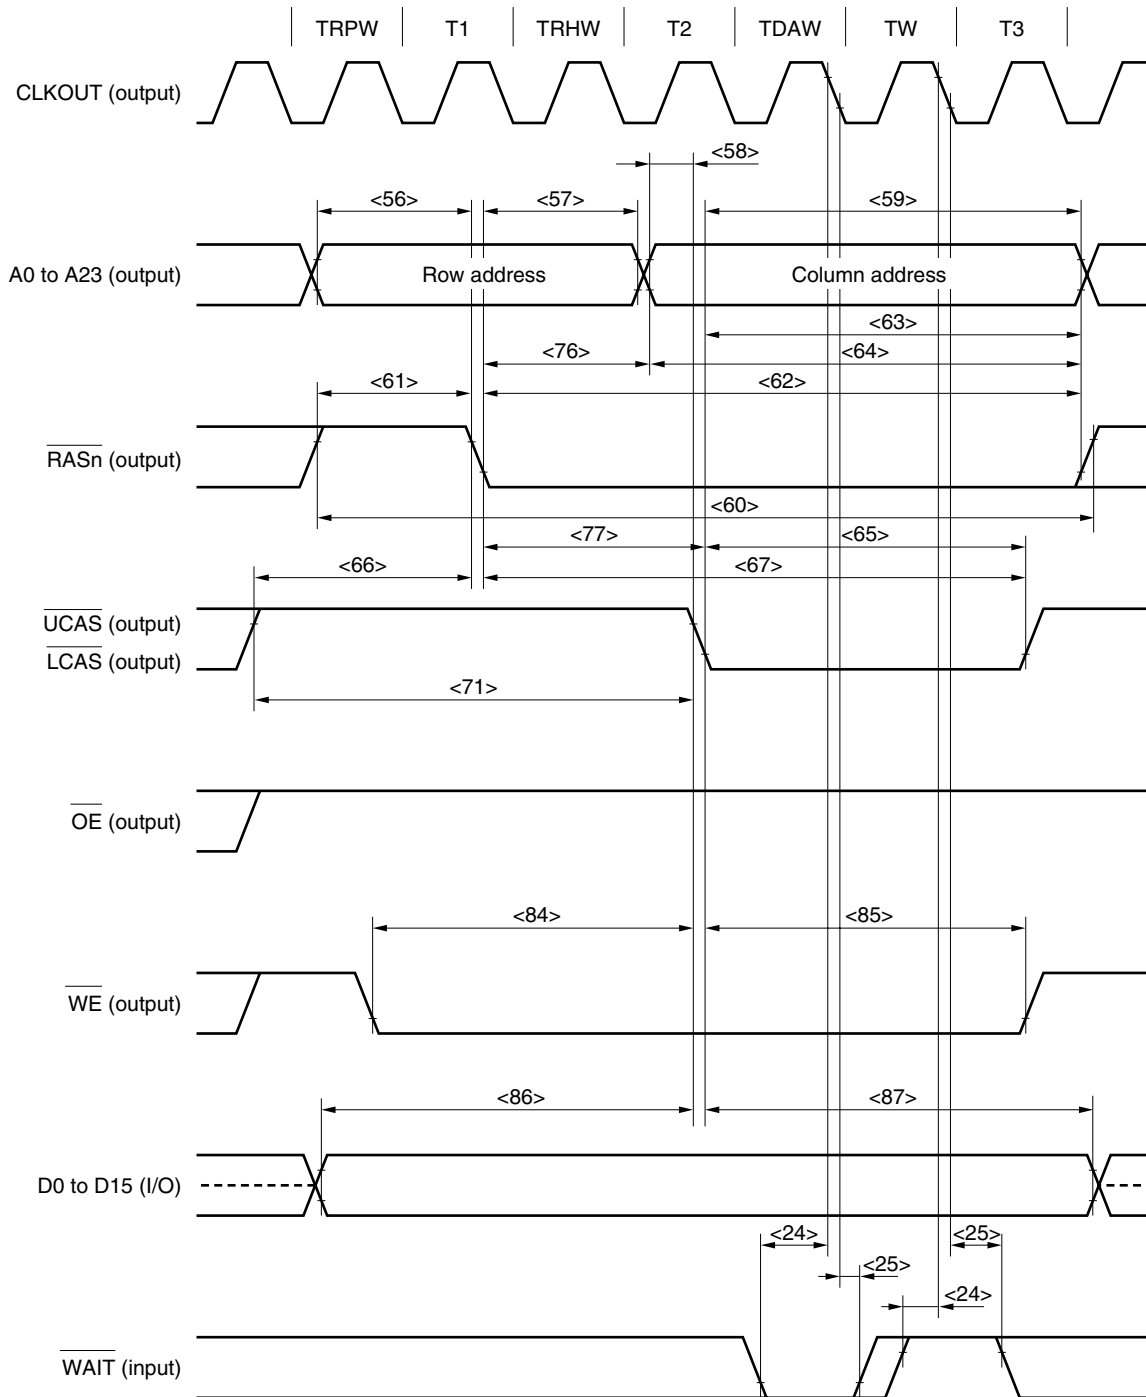 TRPW T1 TRHW T2 TDAW TW T3
CLKOUT (output)
<58>
<56> <57> <59>
A0 to A23 (output) Row address Column address
<63>
<76> <64>
<61> <62>
RASn (output)
<60>
<77> <65>
<66> <67>
UCAS (output)
LCAS (output)
<71>
OE (output)
<84> <85>
WE (output)
<86> <87>
D0 to D15 (I/O)
<24> <25>
<25>
<24>
WAIT (input)